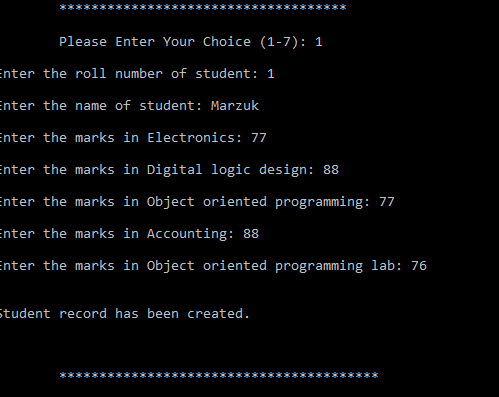 ************************************
Please Enter Your Choice (1-7): 1
Enter the roll number of student: 1
Enter the name of student: Marzuk
Enter the marks in Electronics: 77
Enter the marks in Digital logic design: 88
Enter the marks in Object oriented programming: 77
Enter the marks in Accounting: 88
Enter the marks in Object oriented programming lab: 76
Student record has been created.
****************************************